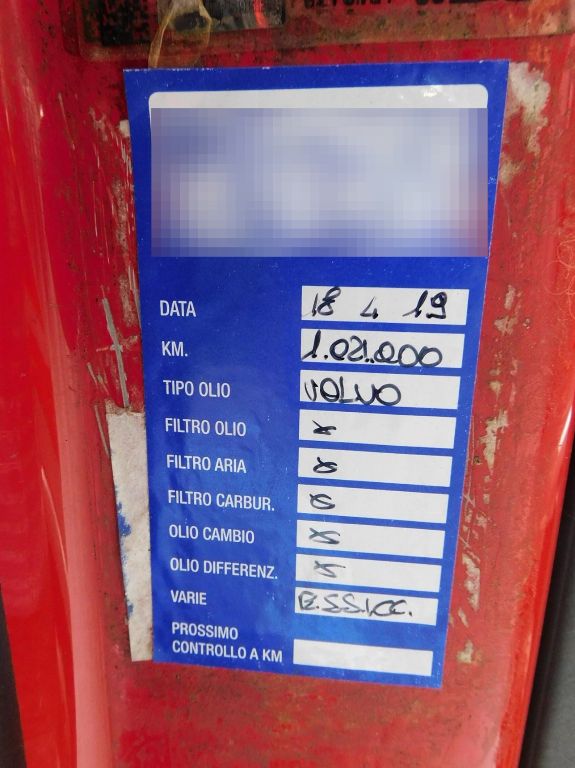 DATA 18 4 19
KM. 1.021.000
TIPO OLIO VOLVO
FILTRO OLIO x
FILTRO ARIA x
FILTRO CARBUR. x
OLIO CAMBIO x
OLIO DIFFERENZ. x
VARIE E.SSICC.
PROSSIMO
CONTROLLO A KM